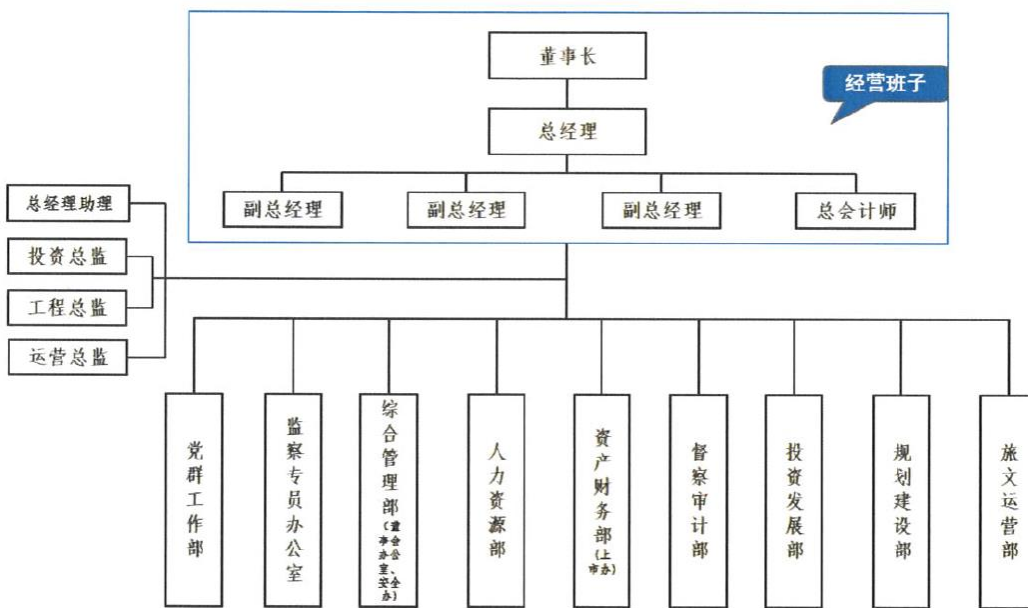 董事长
经营班子
总经理
副总经理
副总经理
副总经理
总会计师
总经理助理
投资总监
工程总监
运营总监
党群工作部
监察专员办公室
综合管理部(董事会办公室、安全办)
人力资源部
资产财务部(上市办)
督察审计部
投资发展部
规划建设部
旅文运营部